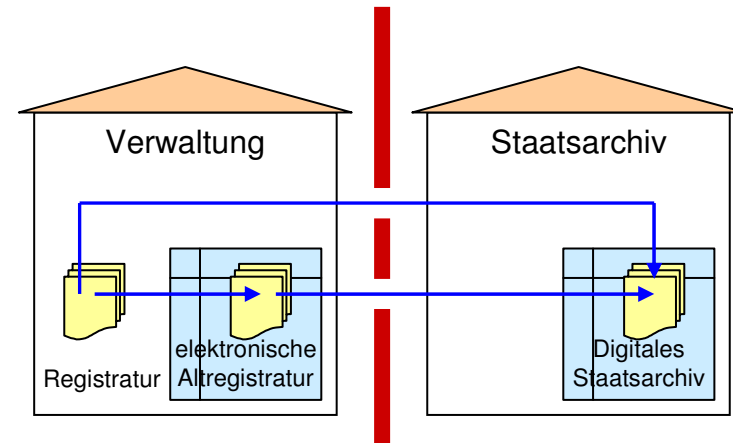 Verwaltung
Staatsarchiv
Registratur
elektronische
Altregistratur
Digitales
Staatsarchiv